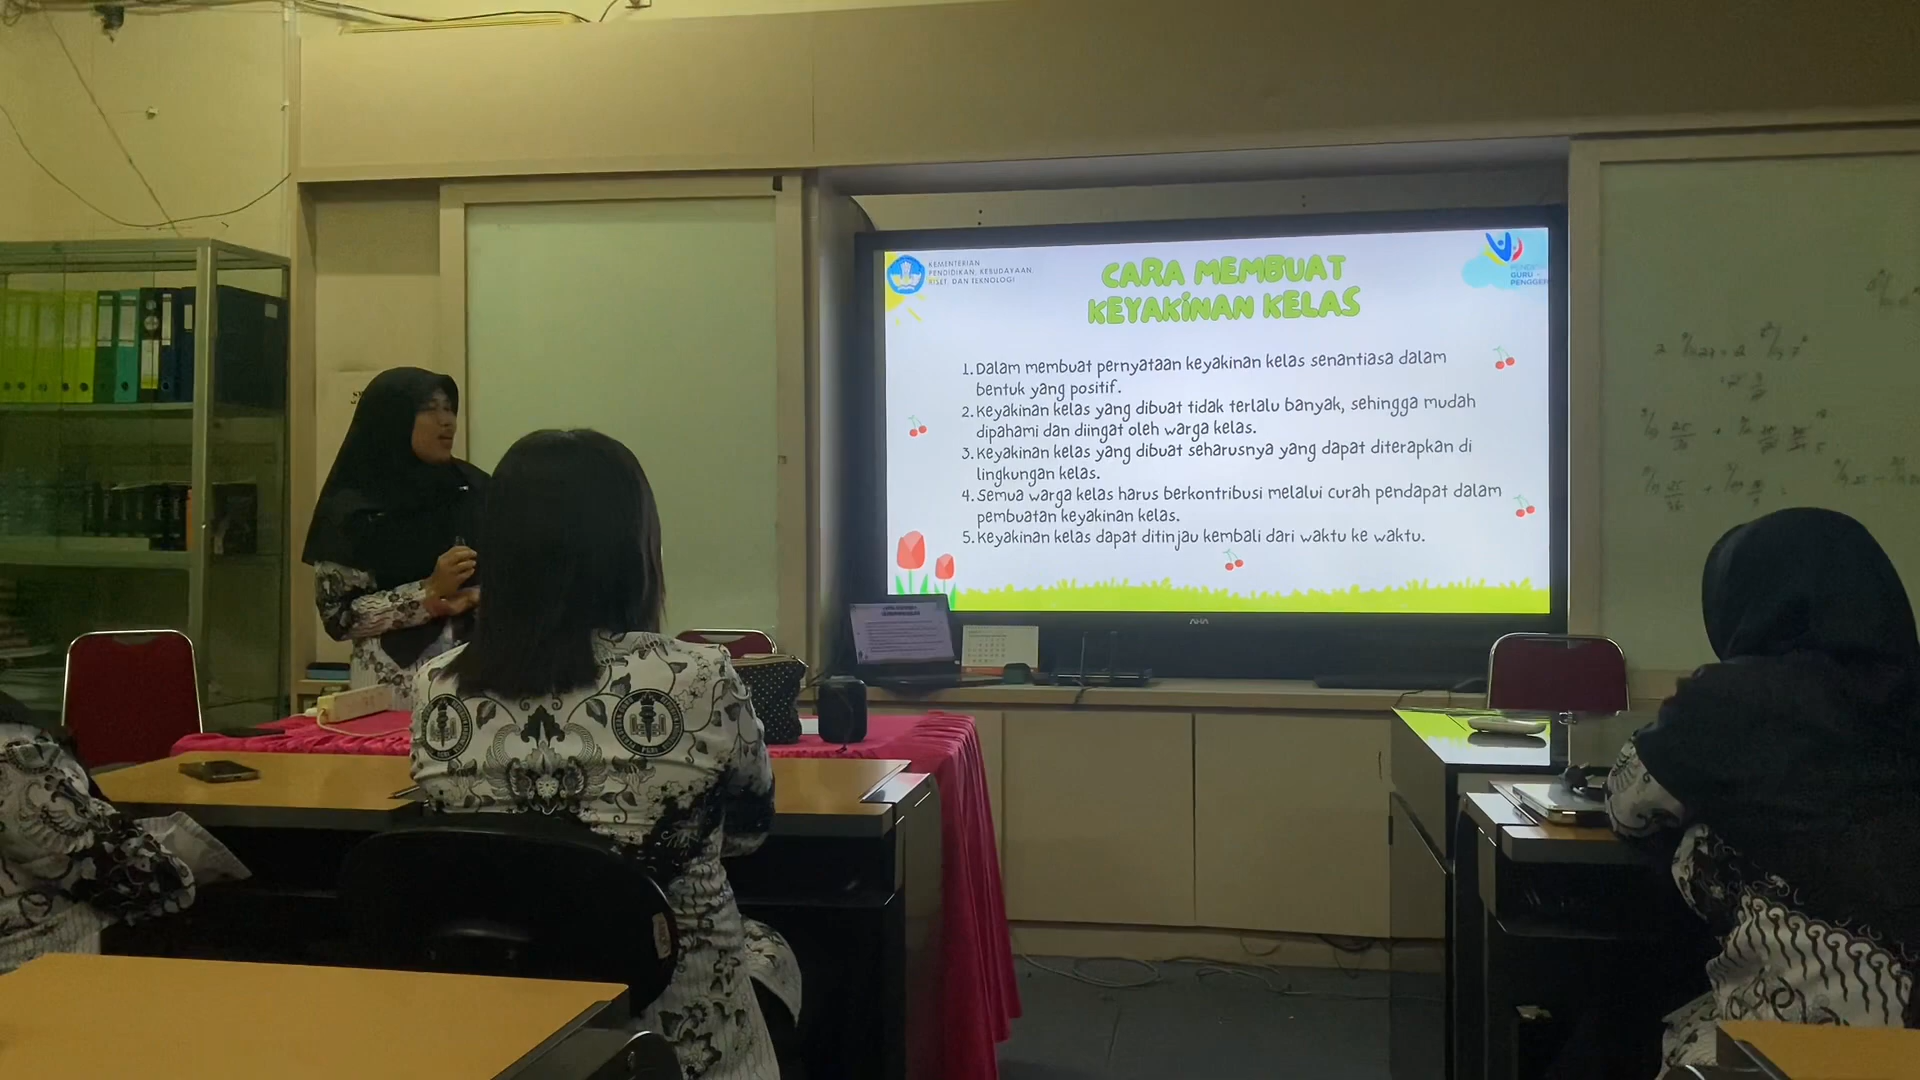 KEMENTERIAN
PENDIDIKAN, KEBUDAYAAN,
RISET, DAN TEKNOLOGI
CARA MEMBUAT
KEYAKINAN KELAS
GURU
PENGGER
1. Dalam membuat pernyataan keyakinan kelas senantiasa dalam
bentuk yang positif.
2. Keyakinan kelas yang dibuat tidak terlalu banyak, sehingga mudah
dipahami dan diingat oleh warga kelas.
3. Keyakinan kelas yang dibuat seharusnya yang dapat diterapkan di
lingkungan kelas.
4. Semua warga kelas harus berkontribusi melalui curah pendapat dalam
pembuatan keyakinan kelas.
5. Keyakinan kelas dapat ditinjau kembali dari waktu ke waktu.
PGRI
PGRI